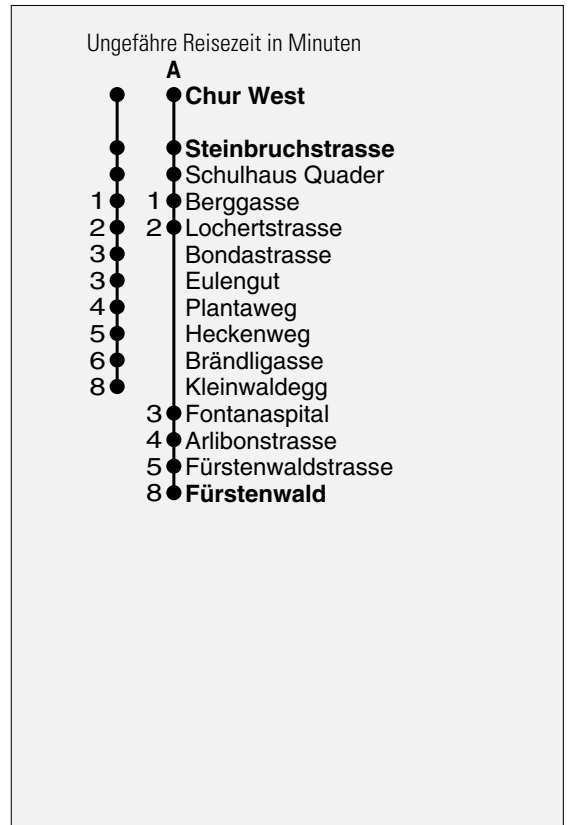 Ungefähre Reisezeit in Minuten
A
Chur West
Steinbruchstrasse
Schulhaus Quader
1 1 Berggasse
2 2 Lochertstrasse
3 Bondastrasse
3 Eulengut
4 Plantaweg
5 Heckenweg
6 Brändligasse
8 Kleinwaldegg
3 Fontanaspital
4 Arlibonstrasse
5 Fürstenwaldstrasse
8 Fürstenwald